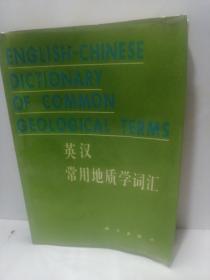 ENGLISH-CHINESE
DICTIONARY
OF COMMON
GEOLOGICAL TERMS
英汉
常用地质学词汇